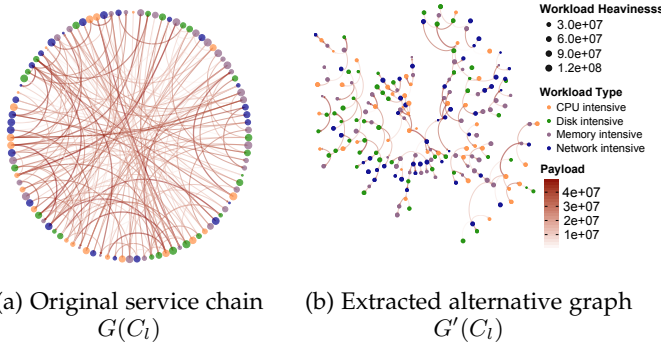 Workload Heavinesss
3.0e+07
6.0e+07
9.0e+07
1.2e+08
Workload Type
CPU intensive
Disk intensive
Memory intensive
Network intensive
Payload
4e+07
3e+07
2e+07
1e+07
(a) Original service chain
G(C_l)
(b) Extracted alternative graph
G′(C_l)